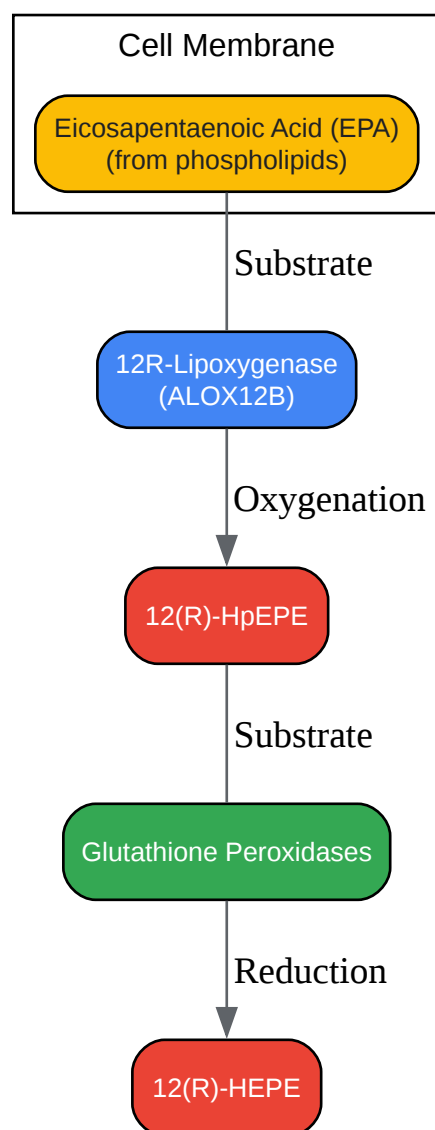 Cell Membrane
Eicosapentaenoic Acid (EPA)
(from phospholipids)
Substrate
12R-Lipoxygenase
(ALOX12B)
Oxygenation
12(R)-HpEPE
Substrate
Glutathione Peroxidases
Reduction
12(R)-HEPE